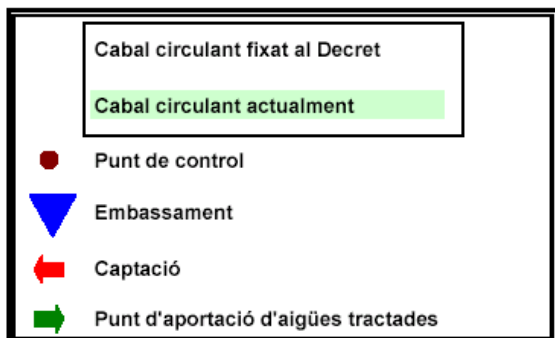 Cabal circulant fixat al Decret
Cabal circulant actualment
Punt de control
Embassament
Captació
Punt d'aportació d'aigües tractades